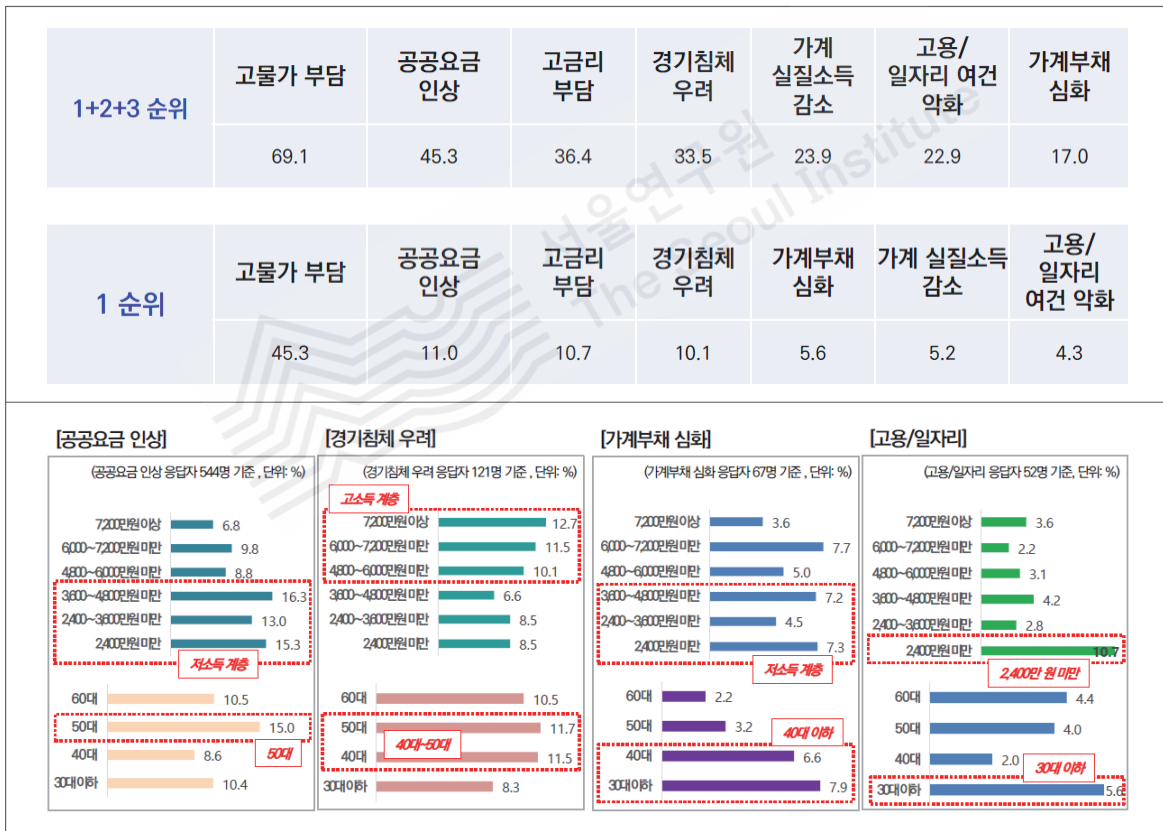 1+2+3 순위
고물가 부담
공공요금
인상
고금리
부담
경기침체
우려
가계
실질소득
감소
고용/
일자리 여건
악화
가계부채
심화
69.1
45.3
36.4
33.5
23.9
22.9
17.0
1 순위
고물가 부담
공공요금
인상
고금리
부담
경기침체
우려
가계부채
심화
가계 실질소득
감소
고용/
일자리
여건 악화
45.3
11.0
10.7
10.1
5.6
5.2
4.3
서울연구원
The Seoul Institute
[공공요금 인상]
(공공요금 인상 응답자 544명 기준 , 단위: %)
7,200만원 이상 6.8
6,000~7,200만원 미만 9.8
4,800~6,000만원 미만 8.8
3,600~4,800만원 미만 16.3
2,400~3,600만원 미만 13.0
2,400만원 미만 15.3
저소득 계층
60대 10.5
50대 15.0
40대 8.6
50대
30대이하 10.4
[경기침체 우려]
(경기침체 우려 응답자 121명 기준 , 단위: %)
고소득 계층
7,200만원 이상 12.7
6,000~7,200만원 미만 11.5
4,800~6,000만원 미만 10.1
3,600~4,800만원 미만 6.6
2,400~3,600만원 미만 8.5
2,400만원 미만 8.5
60대 10.5
50대 11.7
40대-50대
40대 11.5
30대 이하 8.3
[가계부채 심화]
(가계부채 심화 응답자 67명 기준, 단위: %)
7,200만원 이상 3.6
6,000~7,200만원 미만 7.7
4,800~6,000만원 미만 5.0
3,600~4,800만원 미만 7.2
2,400~3,600만원 미만 4.5
2,400만원 미만 7.3
저소득 계층
60대 2.2
50대 3.2
40대 이하
40대 6.6
30대이하 7.9
[고용/일자리]
(고용/일자리 응답자 52명 기준, 단위: %)
7,200만원 이상 3.6
6,000~7,200만원 미만 2.2
4,800~6,000만원 미만 3.1
3,600~4,800만원 미만 4.2
2,400~3,600만원 미만 2.8
2,400만원 미만 10.7
2,400만 원 미만
60대 4.4
50대 4.0
40대 2.0
30대 이하
30대이하 5.6